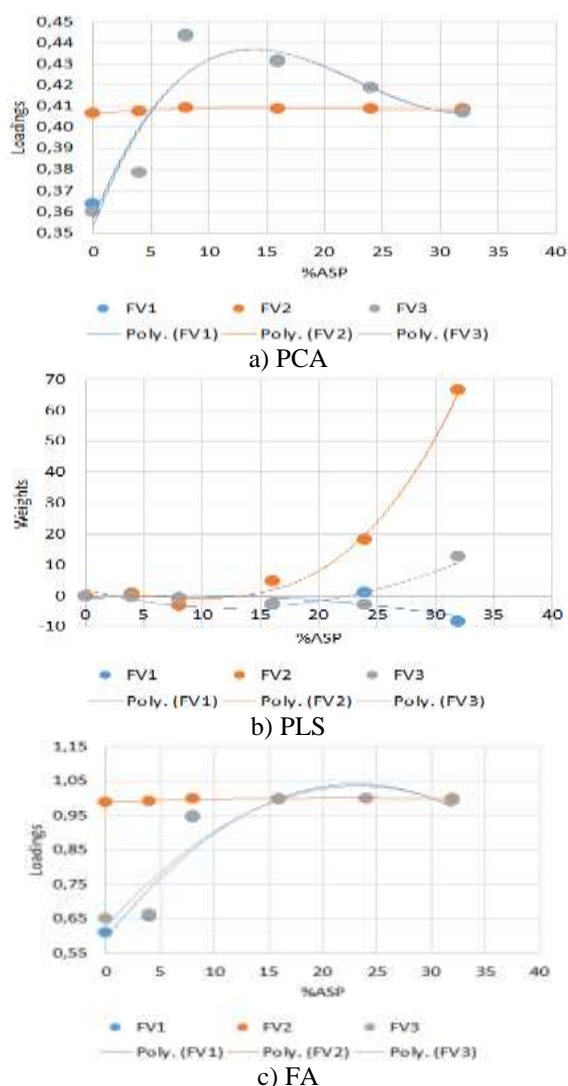 0,45
0,44
0,43
0,42
0,41
0,40
0,39
0,38
0,37
0,36
0,35
Loadings
0 5 10 15 20 25 30 35 40
%ASP
FV1 FV2 FV3
Poly. (FV1) Poly. (FV2) Poly. (FV3)
a) PCA
70
60
50
40
30
20
10
0
-10
Weights
0 5 10 15 20 25 30 35 40
%ASP
FV1 FV2 FV3
Poly. (FV1) Poly. (FV2) Poly. (FV3)
b) PLS
1,15
1,05
0,95
0,85
0,75
0,65
0,55
Loadings
0 5 10 15 20 25 30 35 40
%ASP
FV1 FV2 FV3
Poly. (FV1) Poly. (FV2) Poly. (FV3)
c) FA